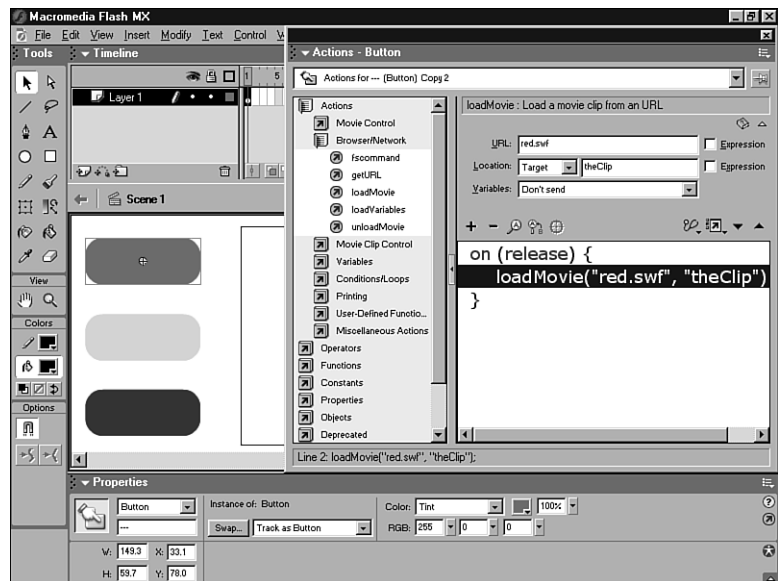 Macromedia Flash MX
File Edit View Insert Modify Text Control
Tools
Timeline
Actions - Button
Actions for --- (Button) Copy 2
1 5
Layer 1
Actions
Movie Control
Browser/Network
fscommand
getURL
loadMovie
loadVariables
unloadMovie
Movie Clip Control
Variables
Conditions/Loops
Printing
User-Defined Functio...
Miscellaneous Actions
Operators
Functions
Constants
Properties
Objects
Deprecated
loadMovie : Load a movie clip from an URL
URL: red.swf Expression
Location: Target theClip Expression
Variables: Don't send
on (release) {
loadMovie("red.swf", "theClip")
}
Line 2: loadMovie("red.swf", "theClip");
Scene 1
A
View
Colors
Options
Properties
Button
---
Instance of: Button
Swap... Track as Button
Color: Tint 100%
RGB: 255 0 0
W: 149.3 X: 33.1
H: 59.7 Y: 78.0